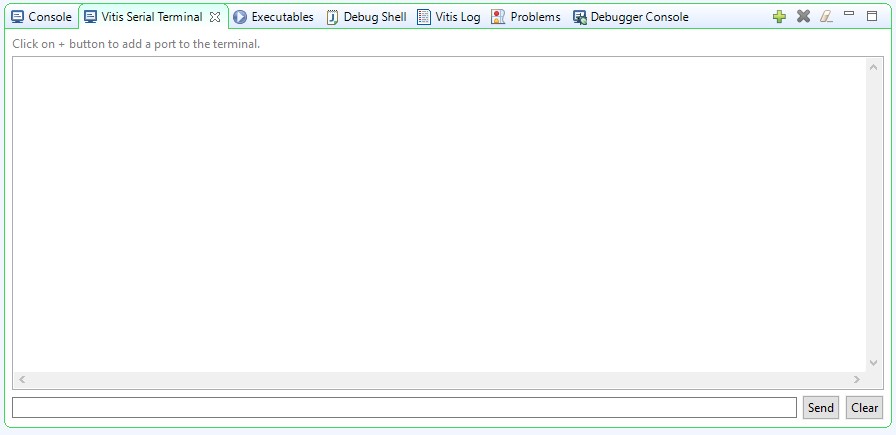 Console Vitis Serial Terminal Executables Debug Shell Vitis Log Problems Debugger Console
Click on + button to add a port to the terminal.
Send Clear